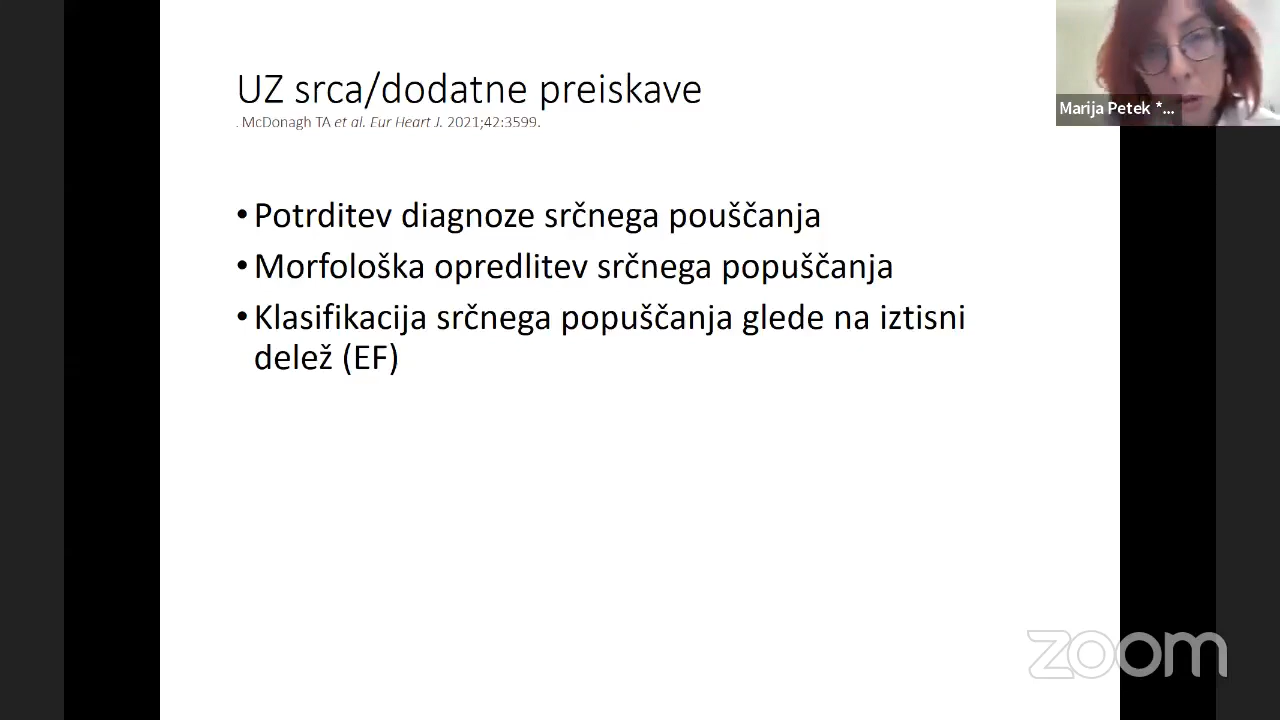 UZ srca/dodatne preiskave
. McDonagh TA et al. Eur Heart J. 2021;42:3599.
Marija Petek *...
• Potrditev diagnoze srčnega pouščanja
• Morfološka opredlitev srčnega popuščanja
• Klasifikacija srčnega popuščanja glede na iztisni
delež (EF)
zoom